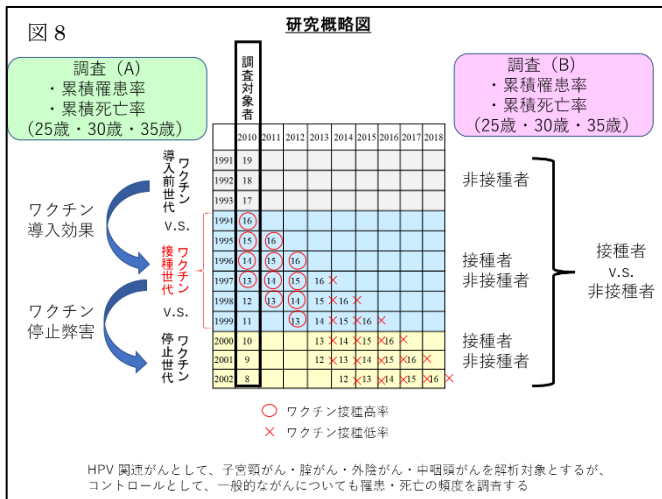 図8
研究概略図
調査（A）
・累積罹患率
・累積死亡率
（25歳・30歳・35歳）
調査対象者
調査（B）
・累積罹患率
・累積死亡率
（25歳・30歳・35歳）
2010 2011 2012 2013 2014 2015 2016 2017 2018
1991 19
1992 18
1993 17
1994 16
1995 15 16
1996 14 15 16
1997 13 14 15 16 ×
1998 12 13 14 15 × 16 ×
1999 11 13 14 × 15 × 16 ×
2000 10 13 × 14 × 15 × 16 ×
2001 9 12 × 13 × 14 × 15 × 16 ×
2002 8 12 × 13 × 14 × 15 × 16 ×
ワクチン
導入前世代
v.s.
ワクチン
接種世代
v.s.
ワクチン
停止世代
ワクチン
導入効果
ワクチン
停止弊害
非接種者
接種者
非接種者
接種者
非接種者
接種者
v.s.
非接種者
○ ワクチン接種高率
× ワクチン接種低率
HPV 関連がんとして、子宮頸がん・腟がん・外陰がん・中咽頭がんを解析対象とするが、
コントロールとして、一般的ながんについても罹患・死亡の頻度を調査する